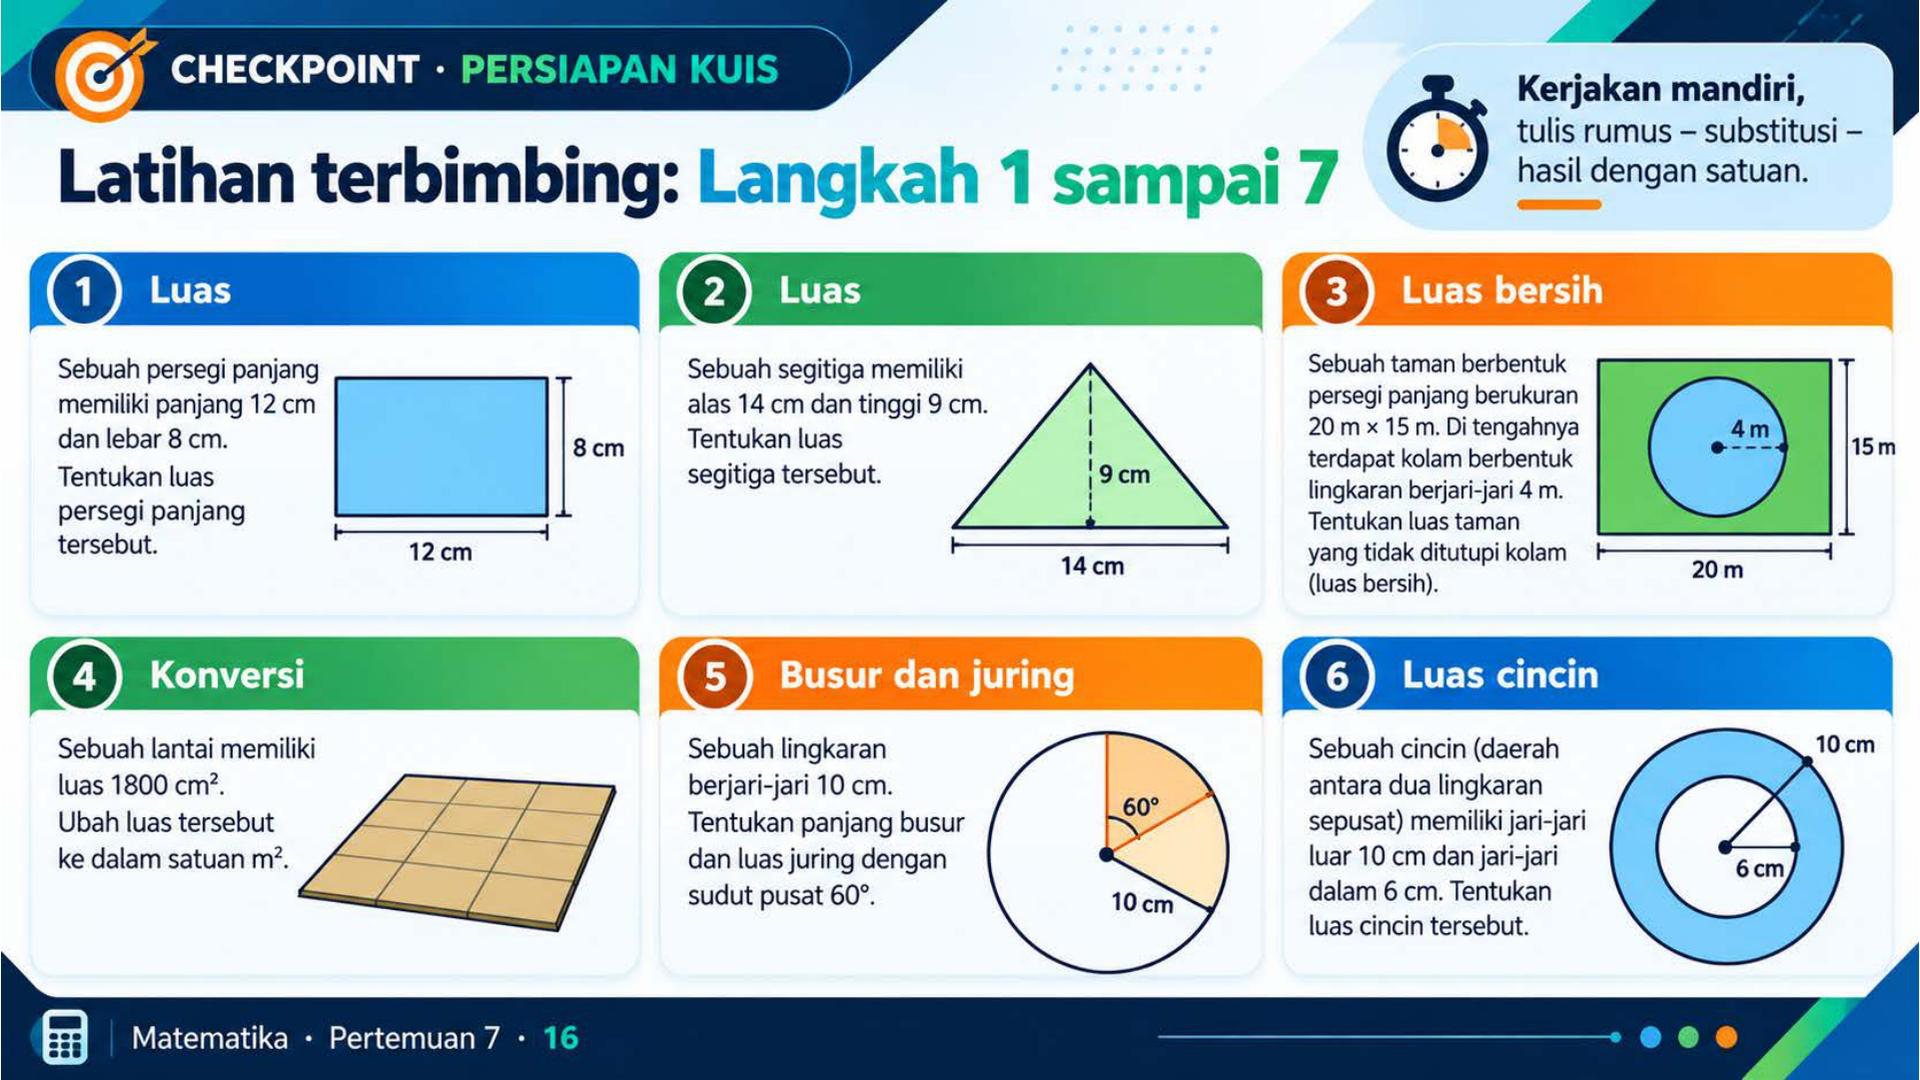 CHECKPOINT · PERSIAPAN KUIS
Latihan terbimbing: Langkah 1 sampai 7
Kerjakan mandiri,
tulis rumus – substitusi –
hasil dengan satuan.
1 Luas
Sebuah persegi panjang
memiliki panjang 12 cm
dan lebar 8 cm.
Tentukan luas
persegi panjang
tersebut.
8 cm
12 cm
2 Luas
Sebuah segitiga memiliki
alas 14 cm dan tinggi 9 cm.
Tentukan luas
segitiga tersebut.
9 cm
14 cm
3 Luas bersih
Sebuah taman berbentuk
persegi panjang berukuran
20 m × 15 m. Di tengahnya
terdapat kolam berbentuk
lingkaran berjari-jari 4 m.
Tentukan luas taman
yang tidak ditutupi kolam
(luas bersih).
4 m
15 m
20 m
4 Konversi
Sebuah lantai memiliki
luas 1800 cm².
Ubah luas tersebut
ke dalam satuan m².
5 Busur dan juring
Sebuah lingkaran
berjari-jari 10 cm.
Tentukan panjang busur
dan luas juring dengan
sudut pusat 60°.
60°
10 cm
6 Luas cincin
Sebuah cincin (daerah
antara dua lingkaran
sepusat) memiliki jari-jari
luar 10 cm dan jari-jari
dalam 6 cm. Tentukan
luas cincin tersebut.
10 cm
6 cm
Matematika · Pertemuan 7 · 16